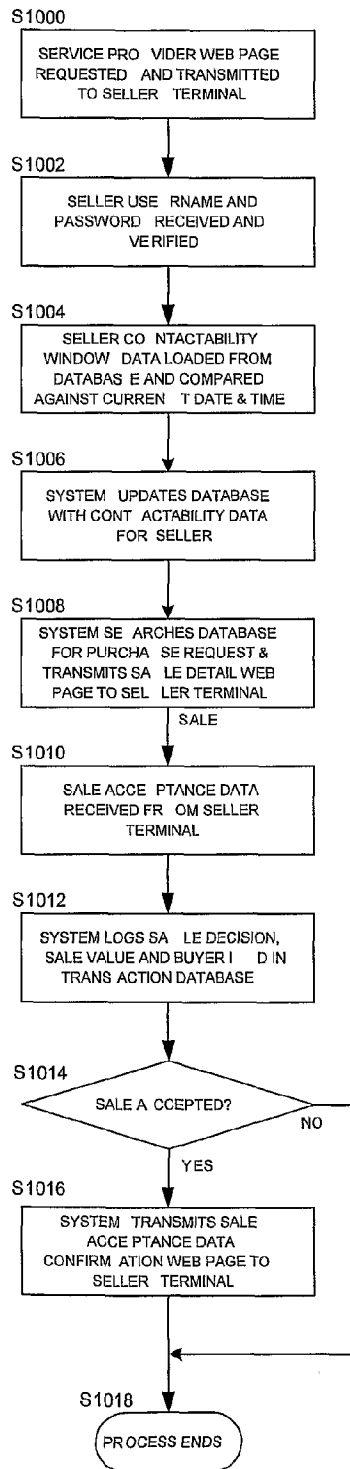 S1000
SERVICE PRO VIDER WEB PAGE
REQUESTED AND TRANSMITTED
TO SELLER TERMINAL
S1002
SELLER USE RNAME AND
PASSWORD RECEIVED AND
VERIFIED
S1004
SELLER CO NTACTABILITY
WINDOW DATA LOADED FROM
DATABAS E AND COMPARED
AGAINST CURREN T DATE & TIME
S1006
SYSTEM UPDATES DATABASE
WITH CONT ACTABILITY DATA
FOR SELLER
S1008
SYSTEM SE ARCHES DATABASE
FOR PURCHA SE REQUEST &
TRANSMITS SA LE DETAIL WEB
PAGE TO SEL LER TERMINAL
SALE
S1010
SALE ACCE PTANCE DATA
RECEIVED FR OM SELLER
TERMINAL
S1012
SYSTEM LOGS SA LE DECISION,
SALE VALUE AND BUYER I D IN
TRANS ACTION DATABASE
S1014
SALE A CCEPTED?
NO
YES
S1016
SYSTEM TRANSMITS SALE
ACCE PTANCE DATA
CONFIRM ATION WEB PAGE TO
SELLER TERMINAL
S1018
PROCESS ENDS